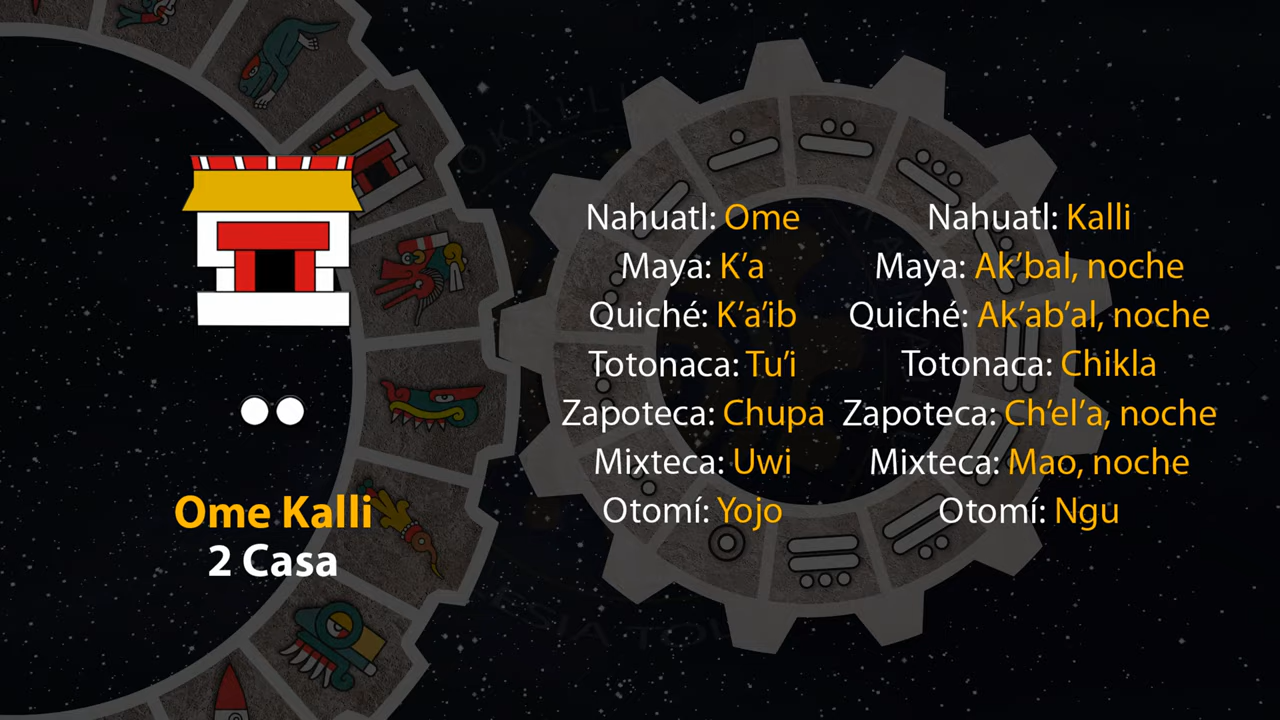 Nahuatl: Ome
Maya: K’a
Quiché: K’a’ib
Totonaca: Tu’i
Zapoteca: Chupa
Mixteca: Uwi
Otomí: Yojo
Nahuatl: Kalli
Maya: Ak’bal, noche
Quiché: Ak’ab’al, noche
Totonaca: Chikla
Zapoteca: Ch’el’a, noche
Mixteca: Mao, noche
Otomí: Ngu
Ome Kalli
2 Casa